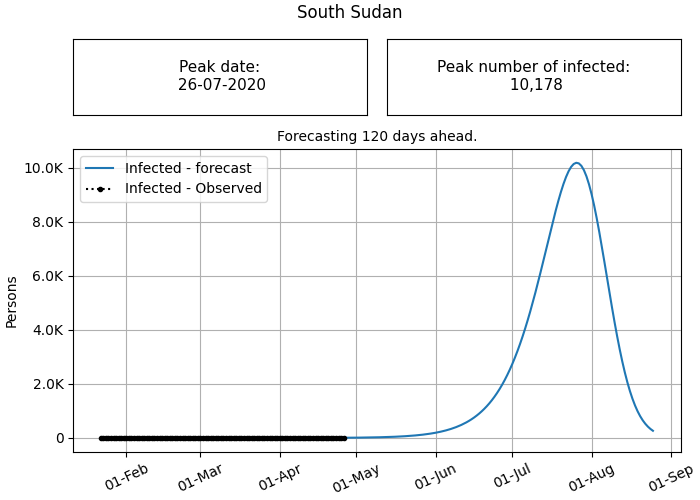 South Sudan
Peak date:
26-07-2020
Peak number of infected:
10,178
Forecasting 120 days ahead.
Infected - forecast
Infected - Observed
Persons
10.0K
8.0K
6.0K
4.0K
2.0K
0
01-Feb
01-Mar
01-Apr
01-May
01-Jun
01-Jul
01-Aug
01-Sep